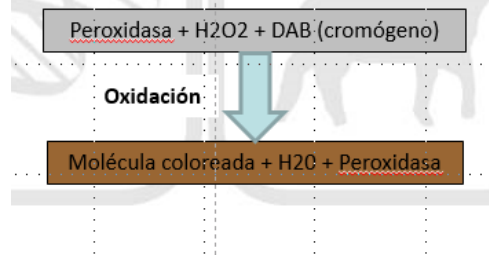 Peroxidasa + H2O2 + DAB (cromógeno)
Oxidación
Molécula coloreada + H20 + Peroxidasa